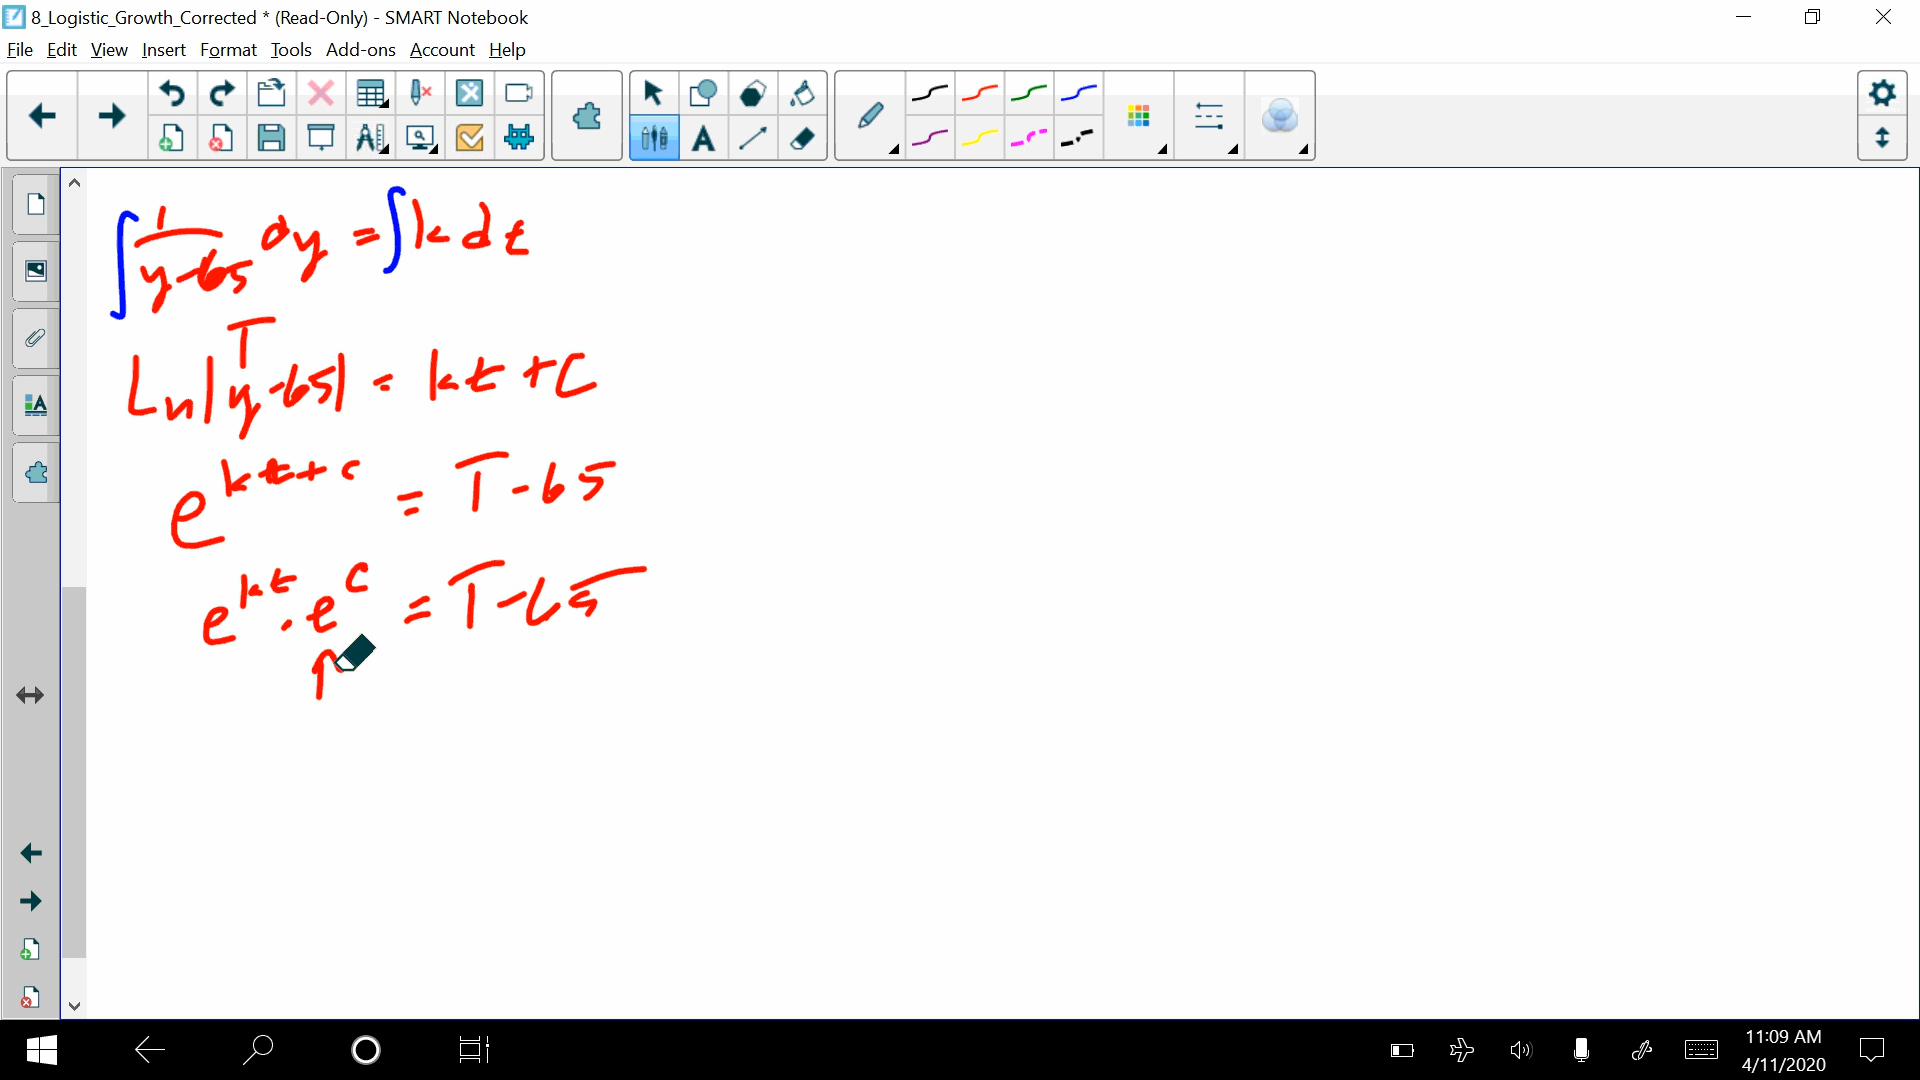 8_Logistic_Growth_Corrected * (Read-Only) - SMART Notebook
File Edit View Insert Format Tools Add-ons Account Help
∫ 1/(y-65) dy = ∫ k dt
T
Ln|y-65| = kt + C
e^(kt+c) = T-65
e^(kt) · e^c = T-65
11:09 AM
4/11/2020